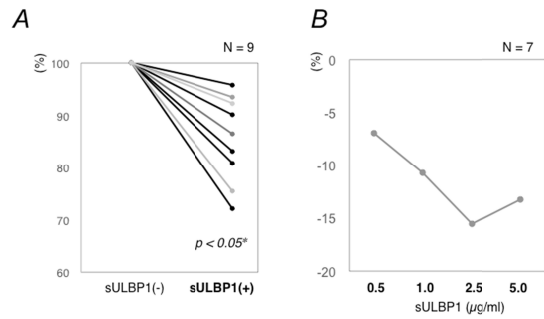 A
B
N = 9
N = 7
(%)
100
90
80
70
60
p < 0.05*
sULBP1(-)
sULBP1(+)
(%)
0
-5
-10
-15
-20
0.5
1.0
2.5
5.0
sULBP1 (µg/ml)